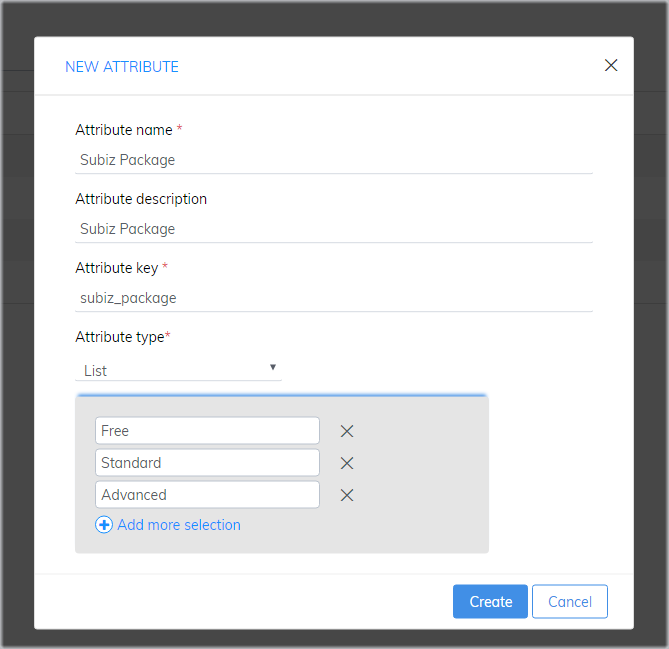 NEW ATTRIBUTE
Attribute name *
Subiz Package
Attribute description
Subiz Package
Attribute key *
subiz_package
Attribute type*
List
Free
Standard
Advanced
Add more selection
Create Cancel